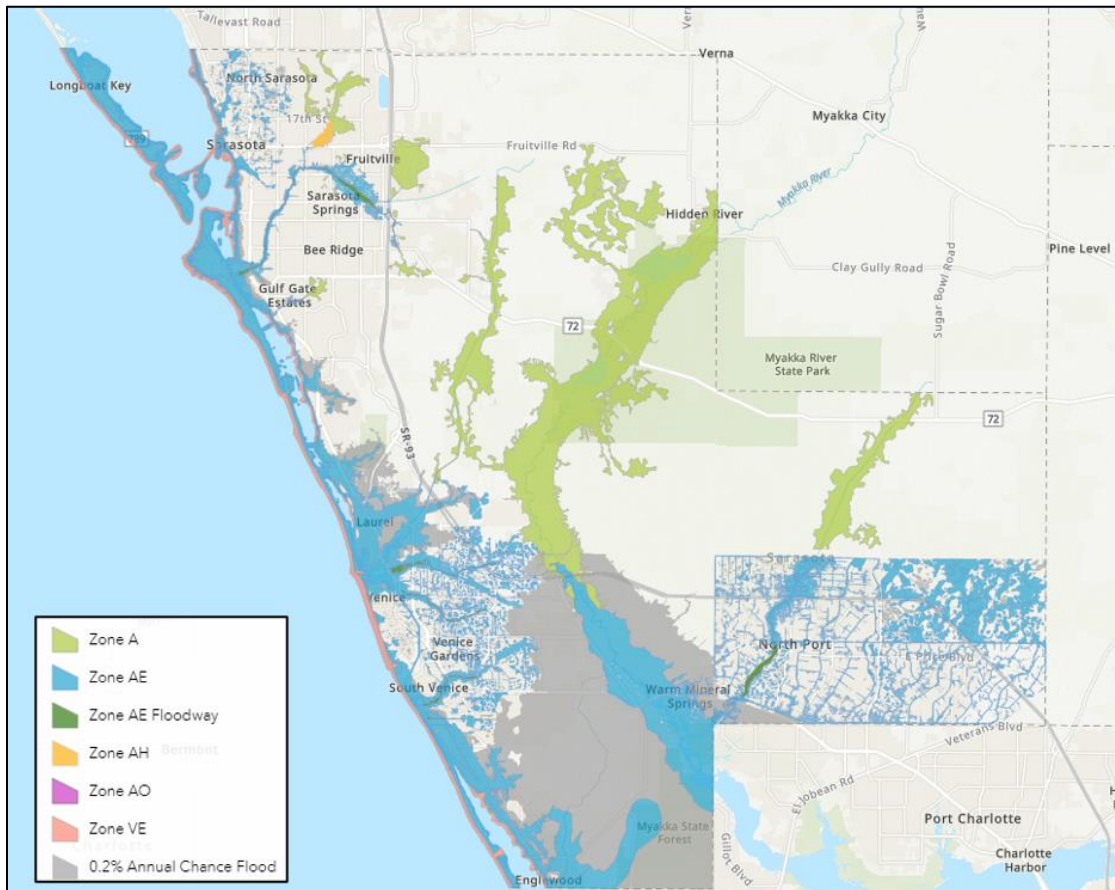 Tallevast Road
Verna
Longboat Key
North Sarasota
Myakka City
17th St
789
Sarasota
Fruitville Rd
Fruitville
Myakka River
Sarasota
Springs
Hidden River
Bee Ridge
Pine Level
Clay Gully Road
Sugar Bowl Road
Gulf Gate
Estates
72
Myakka River
State Park
SR-93
72
Laurel
Sarasota
Venice
Gardens
North Port
South Venice
Warm Mineral
Springs
Veterans Blvd
El Jobean Rd
Port Charlotte
Myakka State
Forest
Gillot Blvd
Charlotte
Harbor
Englewood
Zone A
Zone AE
Zone AE Floodway
Zone AH
Bermont
Zone AO
Zone VE
Charlotte
0.2% Annual Chance Flood